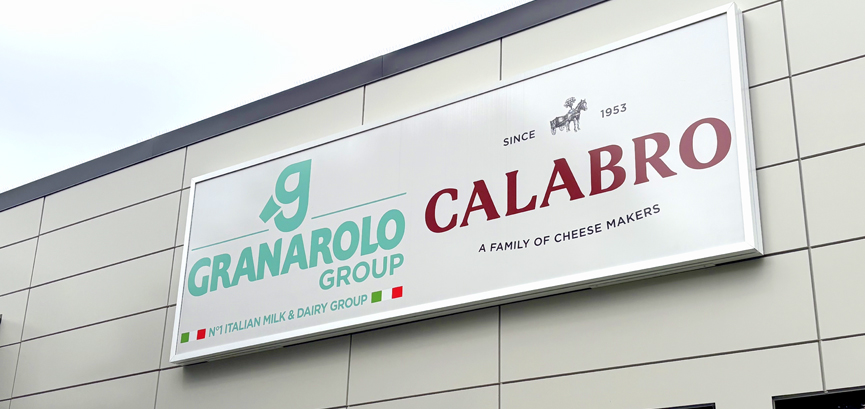 g
GRANAROLO
GROUP
N°1 ITALIAN MILK & DAIRY GROUP
SINCE 1953
CALABRO
A FAMILY OF CHEESE MAKERS